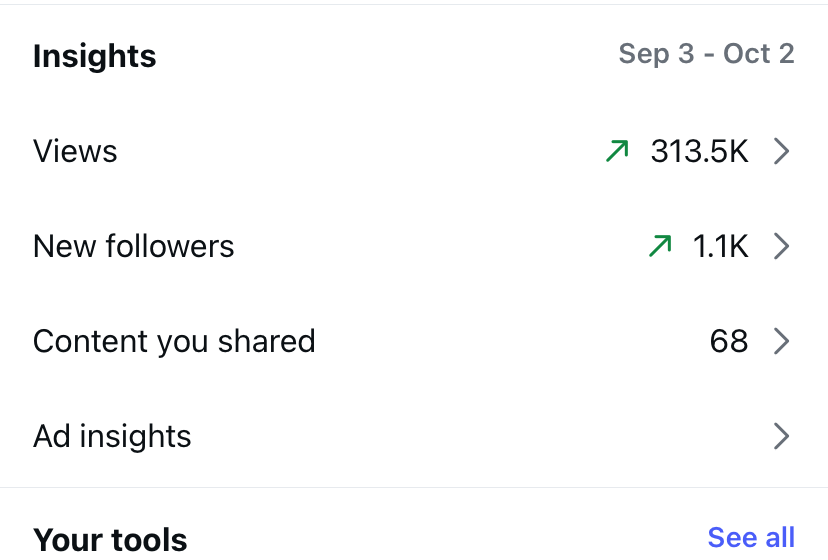 Insights Sep 3 - Oct 2
Views 313.5K
New followers 1.1K
Content you shared 68
Ad insights
Your tools See all